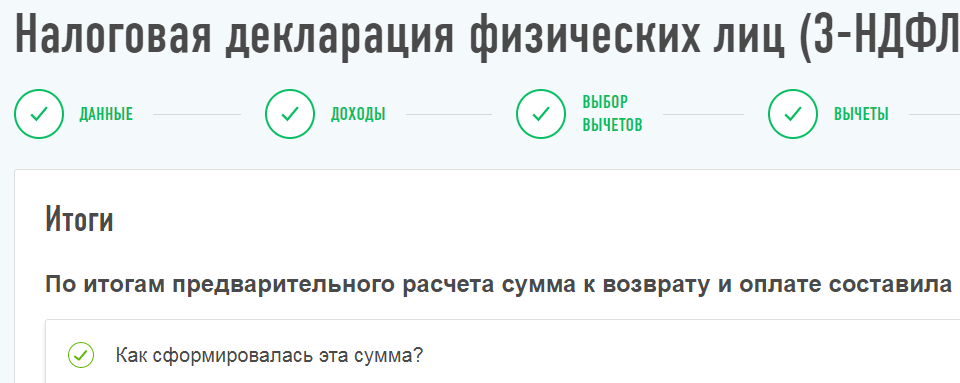 Налоговая декларация физических лиц (3-НДФЛ
ДАННЫЕ
ДОХОДЫ
ВЫБОР
ВЫЧЕТОВ
ВЫЧЕТЫ
Итоги
По итогам предварительного расчета сумма к возврату и оплате составила
Как сформировалась эта сумма?